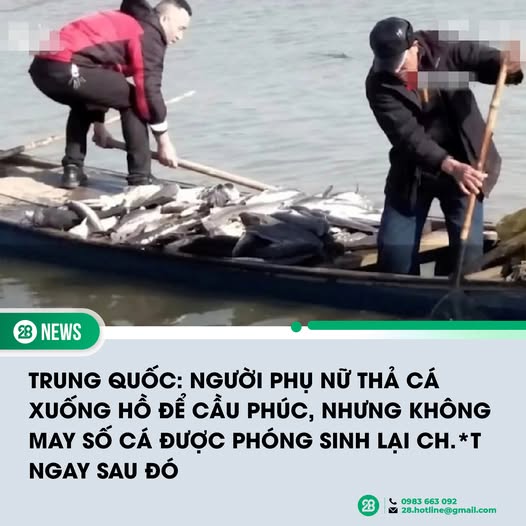 28 NEWS
TRUNG QUỐC: NGƯỜI PHỤ NỮ THẢ CÁ
XUỐNG HỒ ĐỂ CẦU PHÚC, NHƯNG KHÔNG
MAY SỐ CÁ ĐƯỢC PHÓNG SINH LẠI CH.*T
NGAY SAU ĐÓ
28
0983 663 092
28.hotline@gmail.com